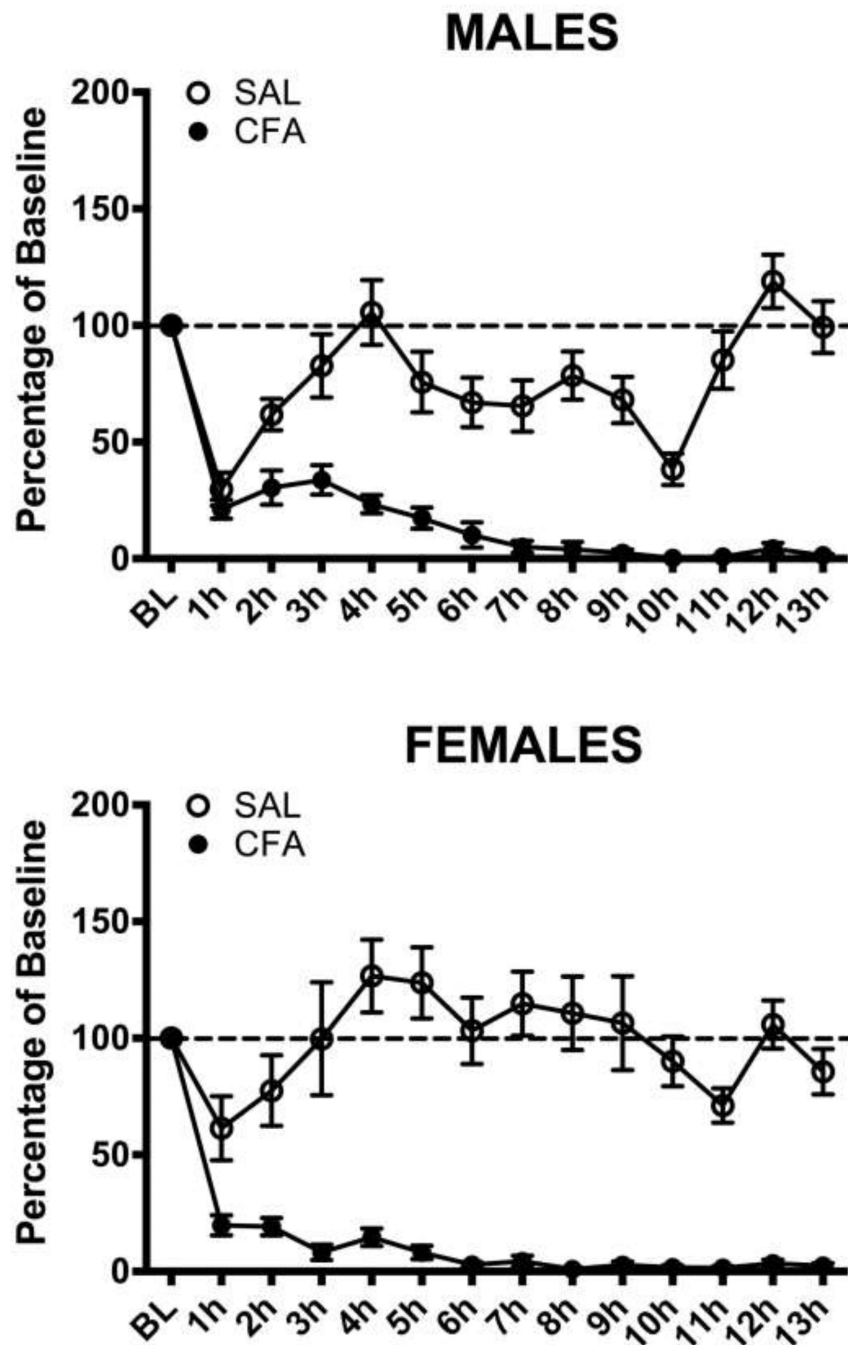 MALES
SAL
CFA
Percentage of Baseline
200
150
100
50
0
BL 1h 2h 3h 4h 5h 6h 7h 8h 9h 10h 11h 12h 13h
FEMALES
SAL
CFA
Percentage of Baseline
200
150
100
50
0
BL 1h 2h 3h 4h 5h 6h 7h 8h 9h 10h 11h 12h 13h